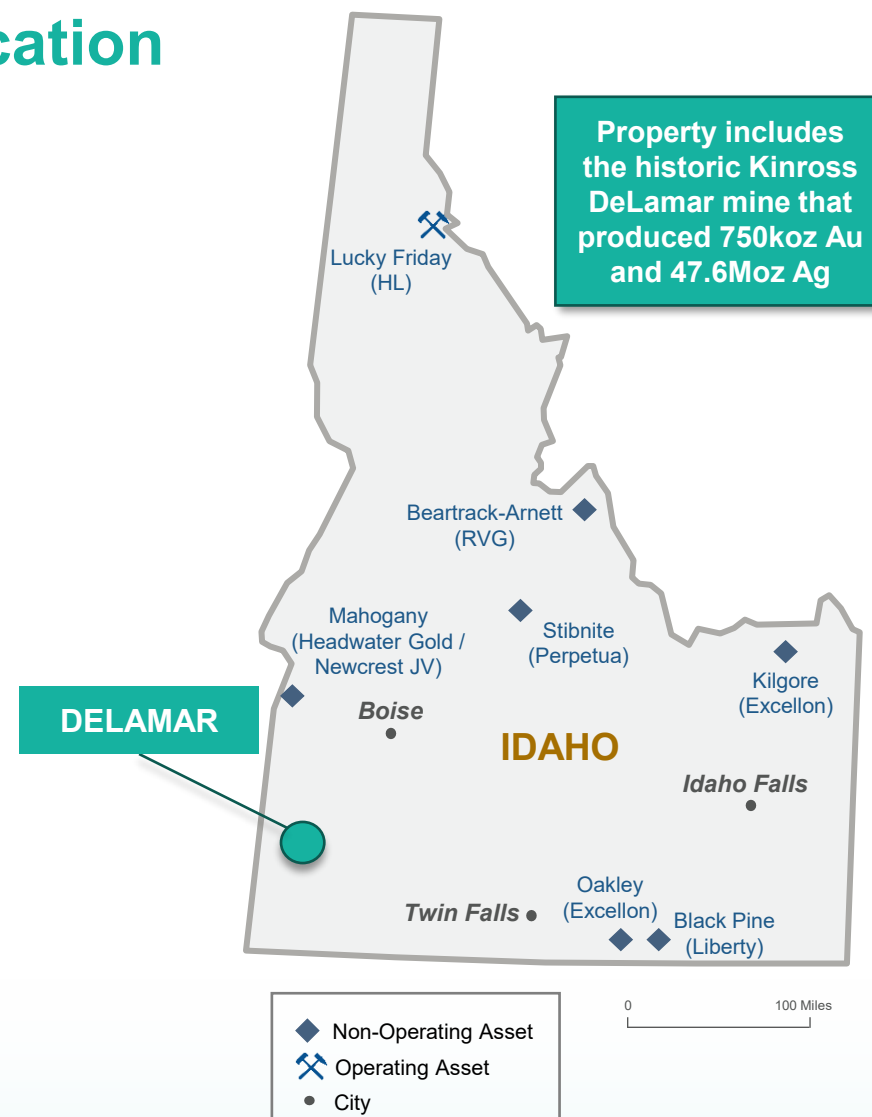 cation
Property includes
the historic Kinross
DeLamar mine that
produced 750koz Au
and 47.6Moz Ag
Lucky Friday
(HL)
Beartrack-Arnett
(RVG)
Mahogany
(Headwater Gold /
Newcrest JV)
Stibnite
(Perpetua)
Kilgore
(Excellon)
DELAMAR
Boise
IDAHO
Idaho Falls
Twin Falls
Oakley
(Excellon)
Black Pine
(Liberty)
0 100 Miles
Non-Operating Asset
Operating Asset
City